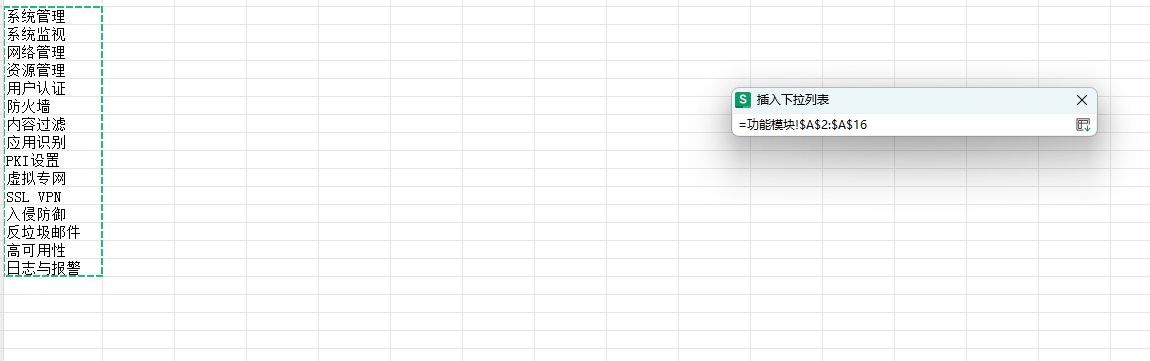 系统管理
系统监视
网络管理
资源管理
用户认证
防火墙
内容过滤
应用识别
PKI设置
虚拟专网
SSL VPN
入侵防御
反垃圾邮件
高可用性
日志与报警
S 插入下拉列表
=功能模块!$A$2:$A$16